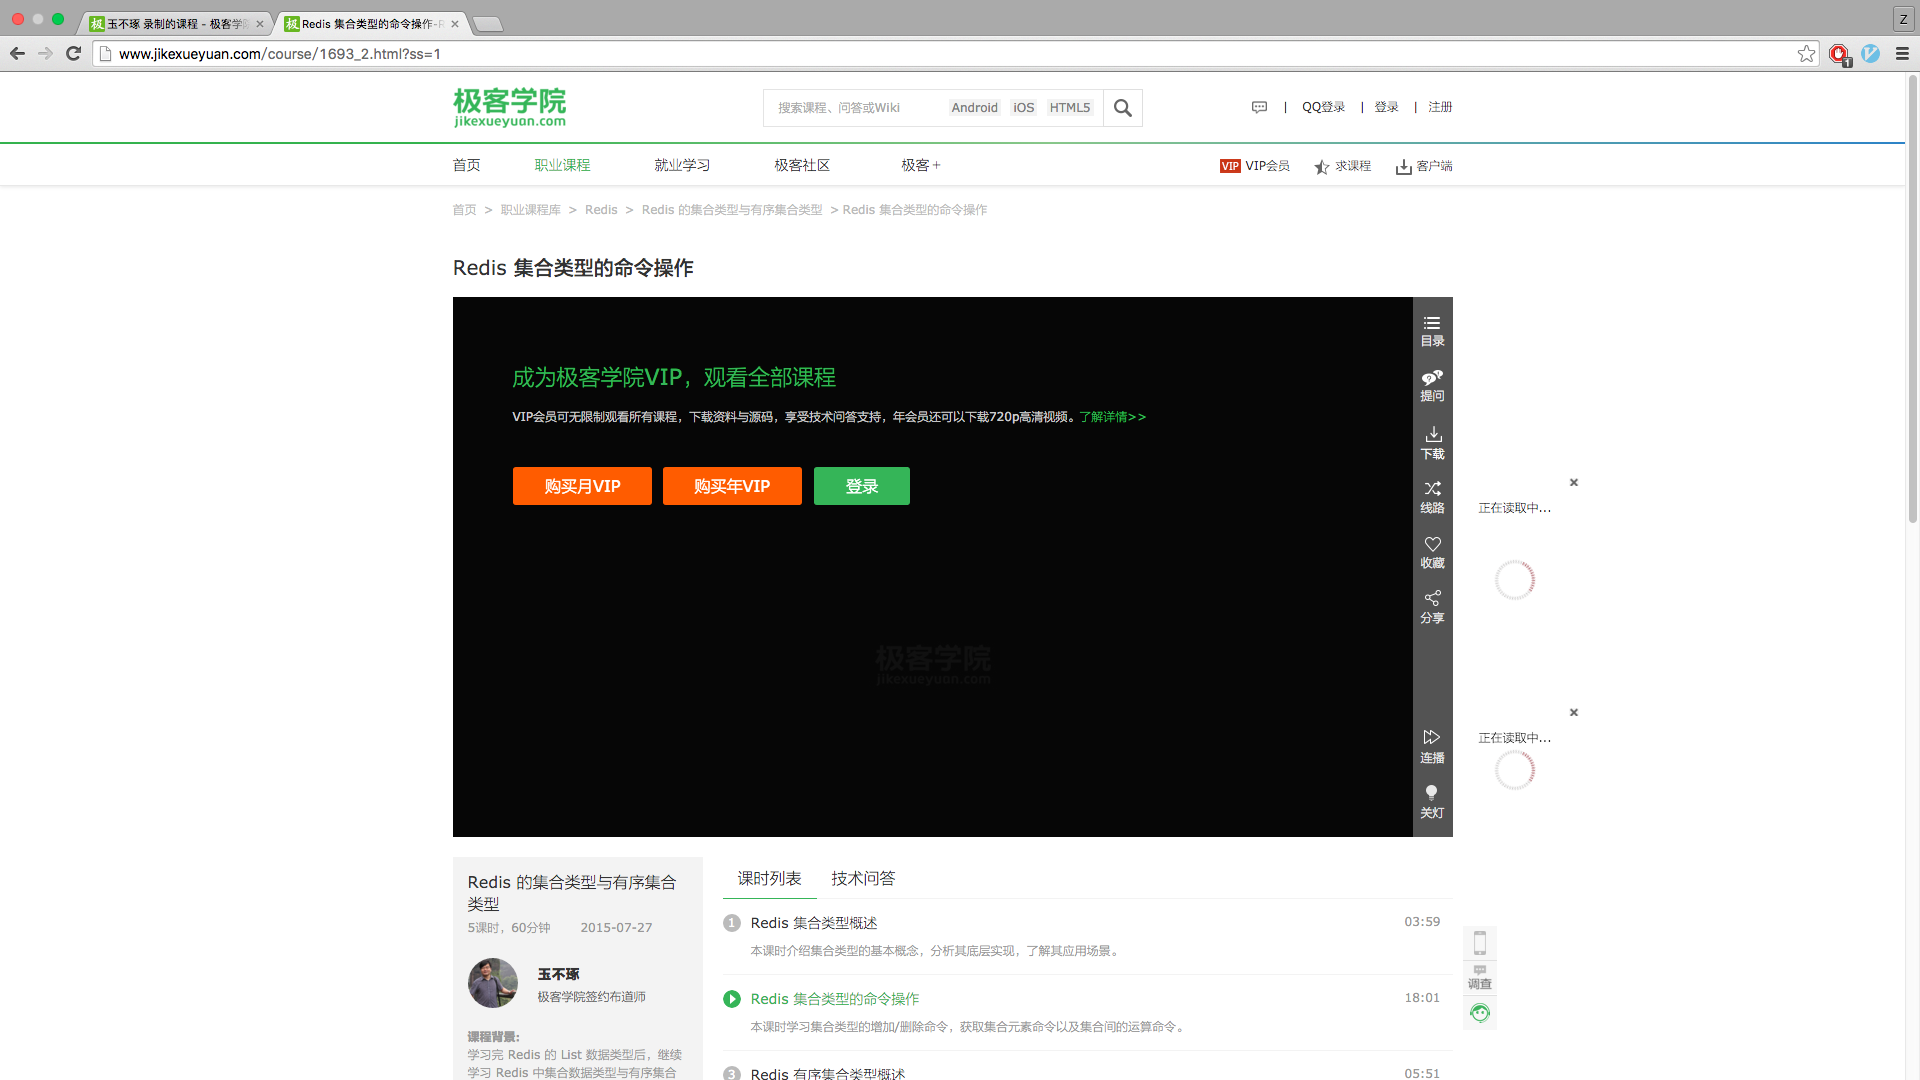 玉不琢 录制的课程 - 极客学院
Redis 集合类型的命令操作-R
Z
www.jikexueyuan.com/course/1693_2.html?ss=1
1
极客学院
jikexueyuan.com
搜索课程、问答或Wiki Android iOS HTML5
| QQ登录 | 登录 | 注册
首页 职业课程 就业学习 极客社区 极客+
VIP VIP会员 求课程 客户端
首页 > 职业课程库 > Redis > Redis 的集合类型与有序集合类型 > Redis 集合类型的命令操作
Redis 集合类型的命令操作
成为极客学院VIP，观看全部课程
VIP会员可无限制观看所有课程，下载资料与源码，享受技术问答支持，年会员还可以下载720p高清视频。了解详情>>
购买月VIP 购买年VIP 登录
极客学院
jikexueyuan.com
目录
提问
下载
线路
收藏
分享
连播
关灯
正在读取中...
正在读取中...
Redis 的集合类型与有序集合
类型
5课时，60分钟 2015-07-27
玉不琢
极客学院签约布道师
课程背景:
学习完 Redis 的 List 数据类型后，继续
学习 Redis 中集合数据类型与有序集合
课时列表 技术问答
1 Redis 集合类型概述 03:59
本课时介绍集合类型的基本概念，分析其底层实现，了解其应用场景。
Redis 集合类型的命令操作 18:01
本课时学习集合类型的增加/删除命令，获取集合元素命令以及集合间的运算命令。
3 Redis 有序集合类型概述 05:51
调查